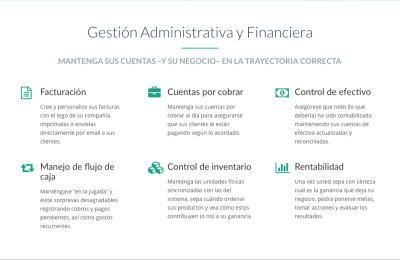 Gestión Administrativa y Financiera
MANTENGA SUS CUENTAS –Y SU NEGOCIO– EN LA TRAYECTORIA CORRECTA
Facturación
Cree y personalice sus facturas
con el logo de su compañía,
imprímalas o envíelas
directamente por email a sus
clientes.
Cuentas por cobrar
Mantenga sus cuentas por
cobrar al día para asegurarse
que sus clientes le están
pagando según lo acordado.
Control de efectivo
Asegúrese que todo (lo que
debería) ha sido contabilizado
manteniendo sus cuentas de
efectivo actualizadas y
reconciliadas.
Manejo de flujo de
caja
Manténgase "en la jugada" y
evite sorpresas desagradables
registrando cobros y pagos
pendientes, así como gastos
recurrentes.
Control de inventario
Mantenga las unidades físicas
sincronizadas con las del
sistema, sepa cuándo ordenar
sus productos y vea cómo estos
contribuyen (o no) a su ganancia
Rentabilidad
Una vez usted sepa con certeza
cuál es la ganancia que deja su
negocio, podrá ponerse metas,
tomar acciones y evaluar los
resultados.